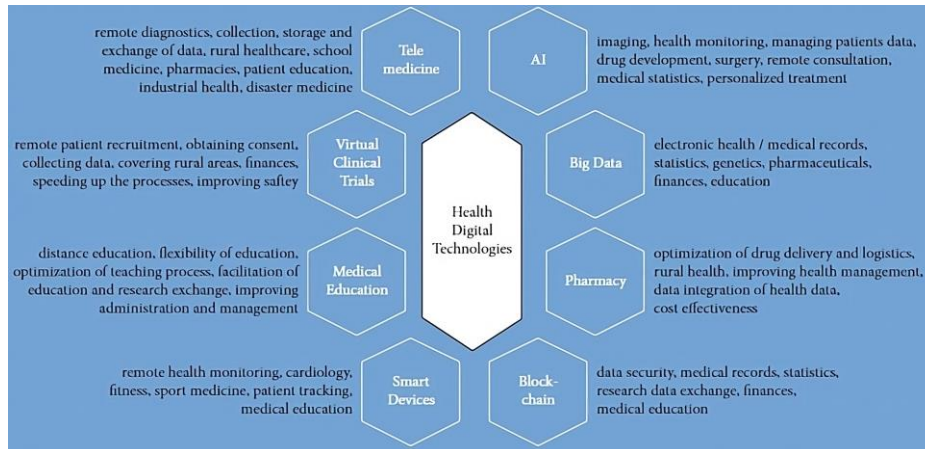 remote diagnostics, collection, storage and
exchange of data, rural healthcare, school
medicine, pharmacies, patient education,
industrial health, disaster medicine
Tele
medicine
AI
imaging, health monitoring, managing patients data,
drug development, surgery, remote consultation,
medical statistics, personalized treatment
remote patient recruitment, obtaining consent,
collecting data, covering rural areas, finances,
speeding up the processes, improving saftey
Virtual
Clinical
Trials
Big Data
electronic health / medical records,
statistics, genetics, pharmaceuticals,
finances, education
Health
Digital
Technologies
distance education, flexibility of education,
optimization of teaching process, facilitation of
education and research exchange, improving
administration and management
Medical
Education
Pharmacy
optimization of drug delivery and logistics,
rural health, improving health management,
data integration of health data,
cost effectiveness
remote health monitoring, cardiology,
fitness, sport medicine, patient tracking,
medical education
Smart
Devices
Block-
chain
data security, medical records, statistics,
research data exchange, finances,
medical education